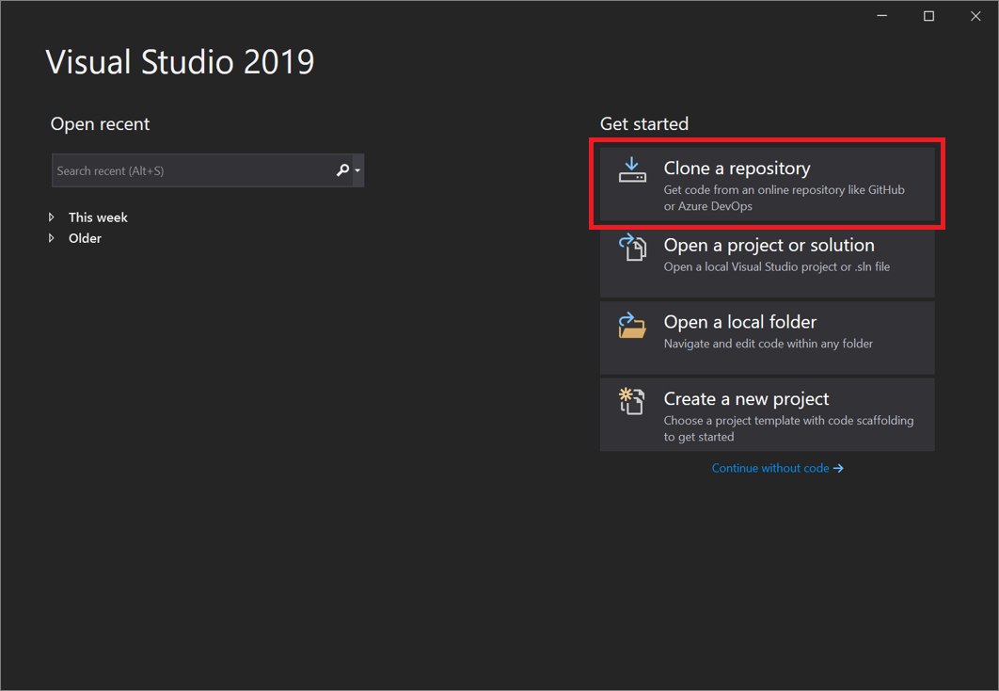 Visual Studio 2019
Open recent
Search recent (Alt+S)
This week
Older
Get started
Clone a repository
Get code from an online repository like GitHub
or Azure DevOps
Open a project or solution
Open a local Visual Studio project or .sln file
Open a local folder
Navigate and edit code within any folder
Create a new project
Choose a project template with code scaffolding
to get started
Continue without code →